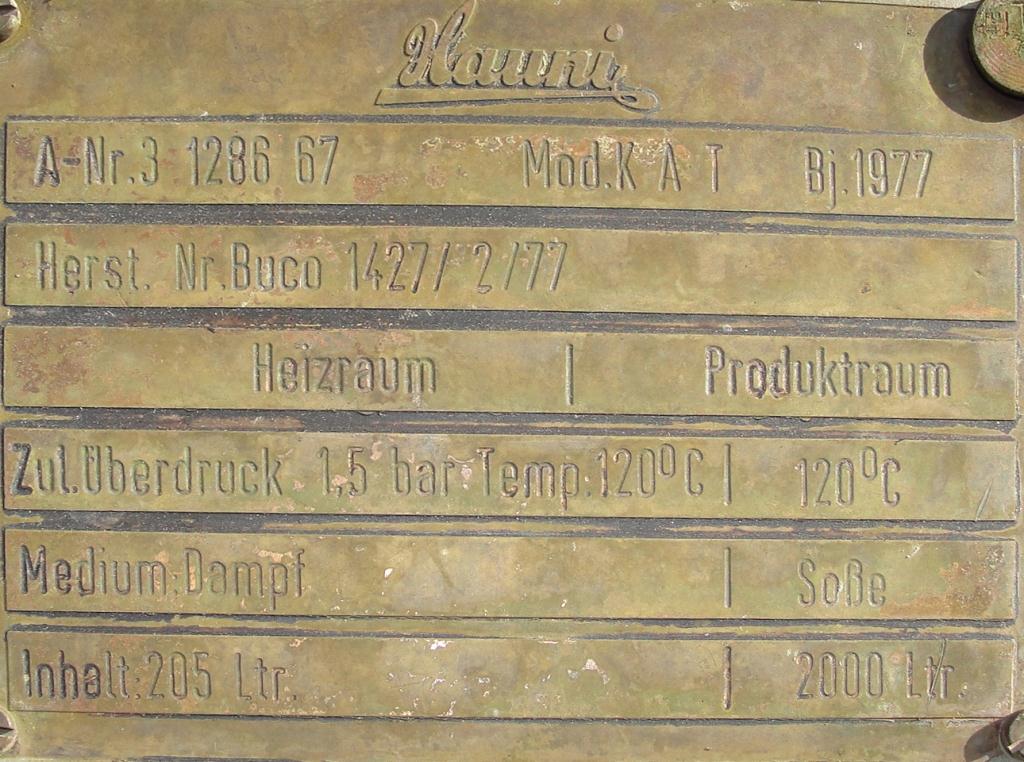 Hauni
A-Nr.3 1286 67 Mod.K A T Bj.1977
Herst. Nr.Buco 1427/ 2/77
Heizraum | Produktraum
Zul.Überdruck 1,5 bar Temp.:120°C | 120°C
Medium:Dampf | Soße
Inhalt:205 Ltr. | 2000 Ltr.